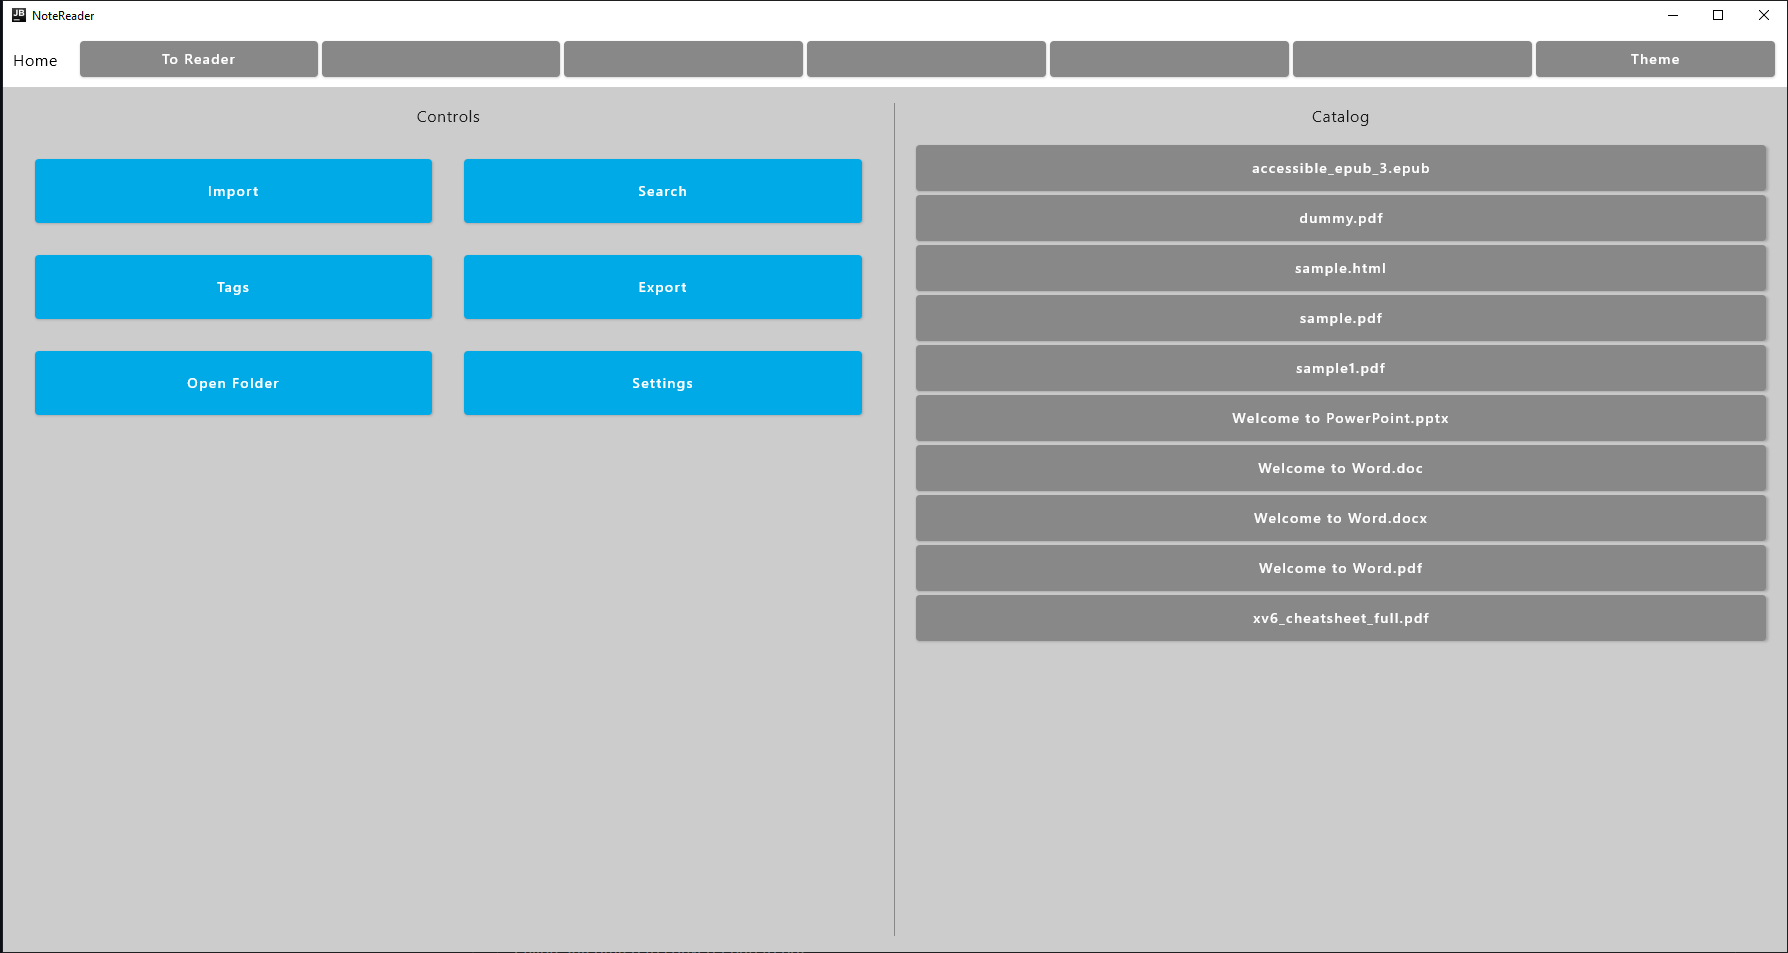 NoteReader
Home
To Reader
Theme
Controls
Import
Search
Tags
Export
Open Folder
Settings
Catalog
accessible_epub_3.epub
dummy.pdf
sample.html
sample.pdf
sample1.pdf
Welcome to PowerPoint.pptx
Welcome to Word.doc
Welcome to Word.docx
Welcome to Word.pdf
xv6_cheatsheet_full.pdf